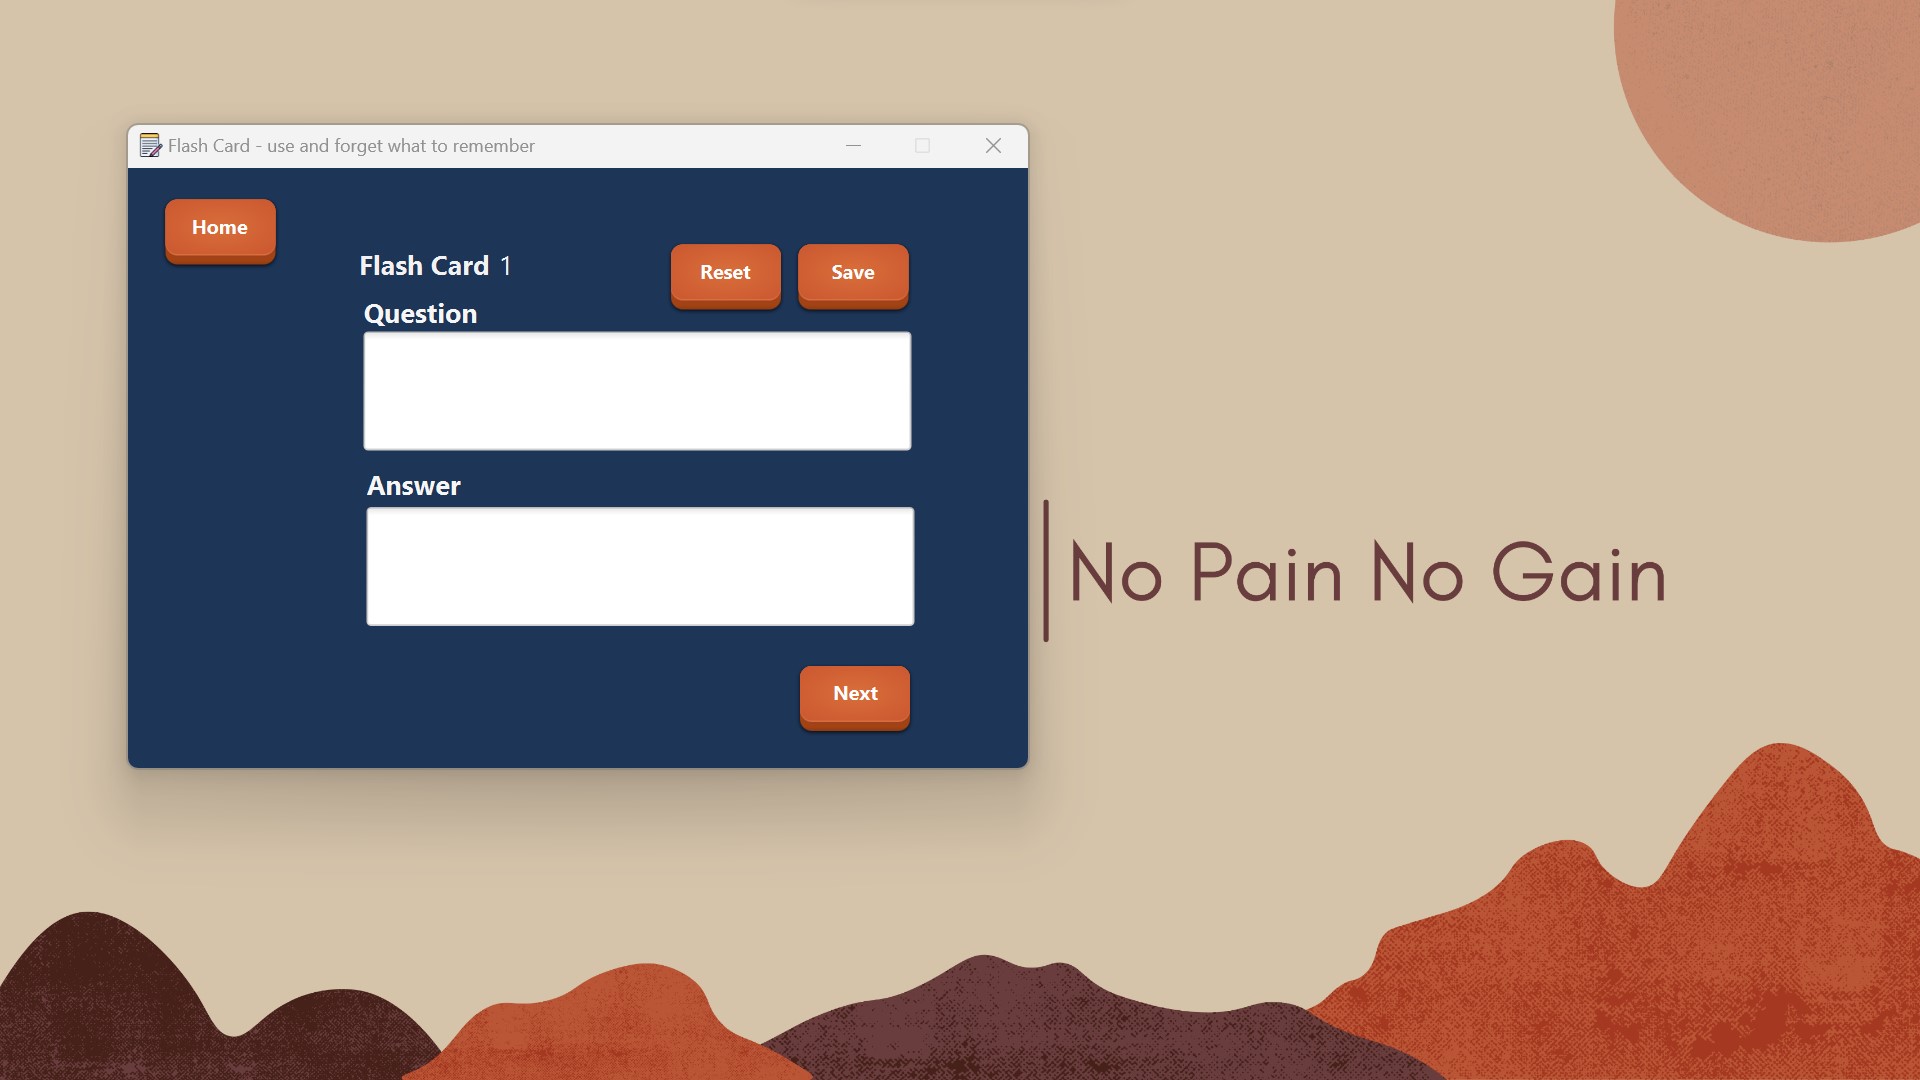 Flash Card - use and forget what to remember
Home
Flash Card 1
Reset
Save
Question
Answer
Next
No Pain No Gain